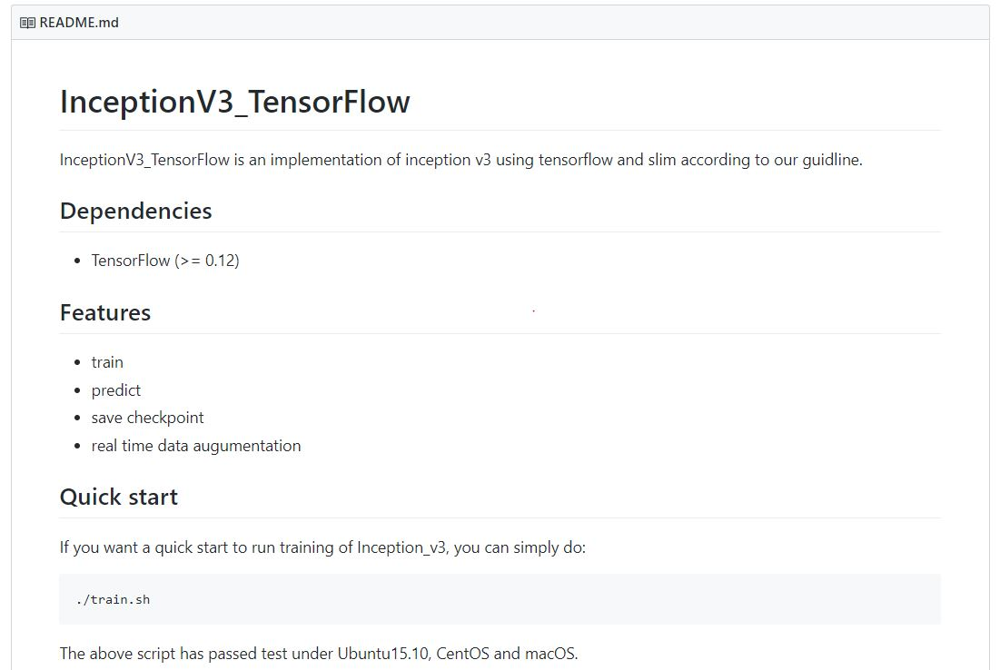 README.md
InceptionV3_TensorFlow
InceptionV3_TensorFlow is an implementation of inception v3 using tensorflow and slim according to our guidline.
Dependencies
• TensorFlow (>= 0.12)
Features
• train
• predict
• save checkpoint
• real time data augumentation
Quick start
If you want a quick start to run training of Inception_v3, you can simply do:
./train.sh
The above script has passed test under Ubuntu15.10, CentOS and macOS.